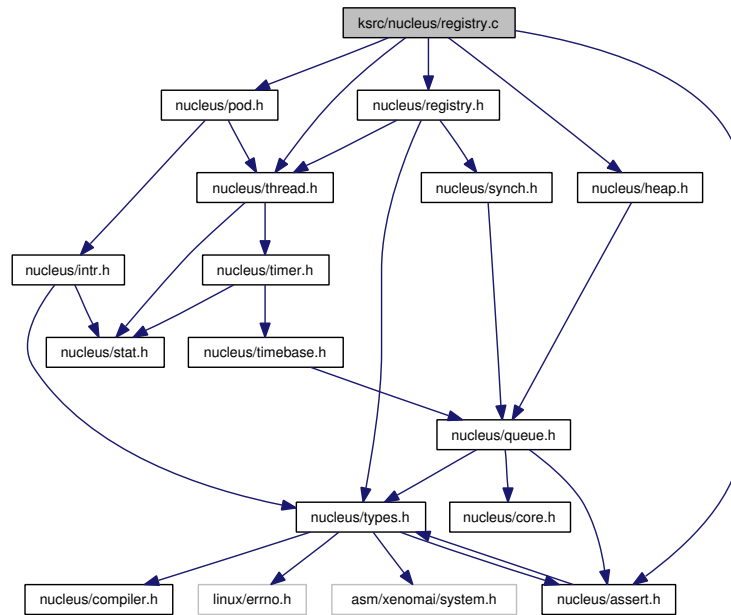 ksrc/nucleus/registry.c
nucleus/pod.h
nucleus/registry.h
nucleus/thread.h
nucleus/synch.h
nucleus/heap.h
nucleus/intr.h
nucleus/timer.h
nucleus/stat.h
nucleus/timebase.h
nucleus/queue.h
nucleus/types.h
nucleus/core.h
nucleus/compiler.h
linux/errno.h
asm/xenomai/system.h
nucleus/assert.h